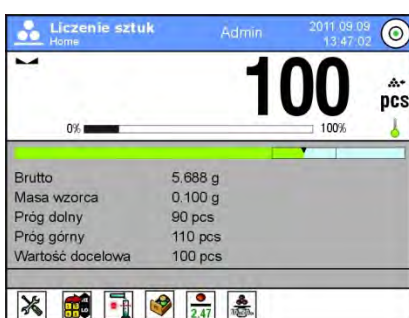 Liczenie sztuk Admin 2011.09.09
Home 13:47:02
100 pcs
0% 100%
Brutto 5.688 g
Masa wzorca 0.100 g
Próg dolny 90 pcs
Próg górny 110 pcs
Wartość docelowa 100 pcs
2.47